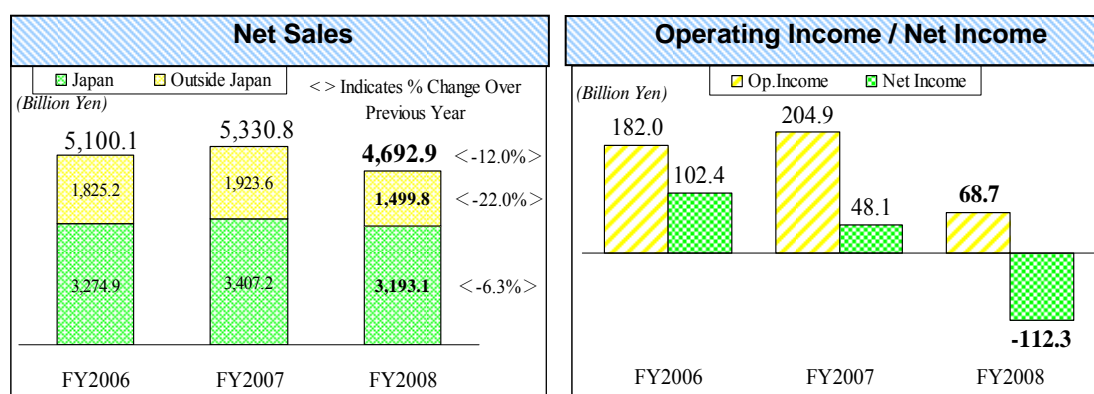 Net Sales
Japan Outside Japan
(Billion Yen)
<> Indicates % Change Over
Previous Year
5,100.1 5,330.8 4,692.9 <-12.0%>
1,825.2 1,923.6 1,499.8 <-22.0%>
3,274.9 3,407.2 3,193.1 <-6.3%>
FY2006 FY2007 FY2008
Operating Income / Net Income
Op.Income Net Income
(Billion Yen)
182.0 204.9
102.4 48.1 68.7
-112.3
FY2006 FY2007 FY2008